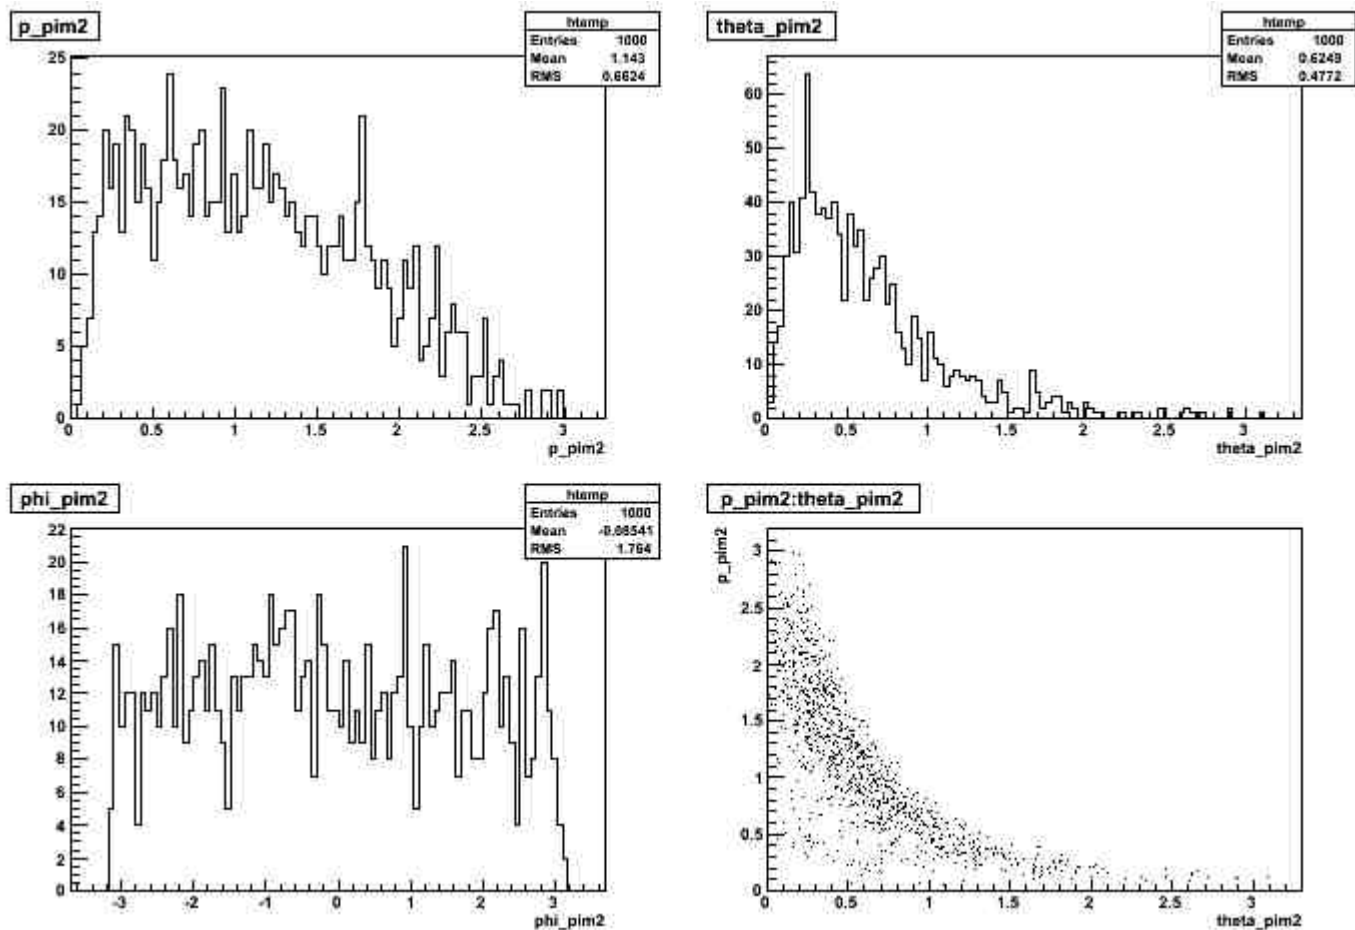 p_pim2
htemp
Entries 1000
Mean 1.143
RMS 0.6624
25
20
15
10
5
0
0 0.5 1 1.5 2 2.5 3
p_pim2
theta_pim2
htemp
Entries 1000
Mean 0.6249
RMS 0.4772
60
50
40
30
20
10
0
0 0.5 1 1.5 2 2.5 3
theta_pim2
phi_pim2
htemp
Entries 1000
Mean -0.08541
RMS 1.764
22
20
18
16
14
12
10
8
6
4
2
0
-3 -2 -1 0 1 2 3
phi_pim2
p_pim2:theta_pim2
p_pim2
3
2.5
2
1.5
1
0.5
0
0 0.5 1 1.5 2 2.5 3
theta_pim2